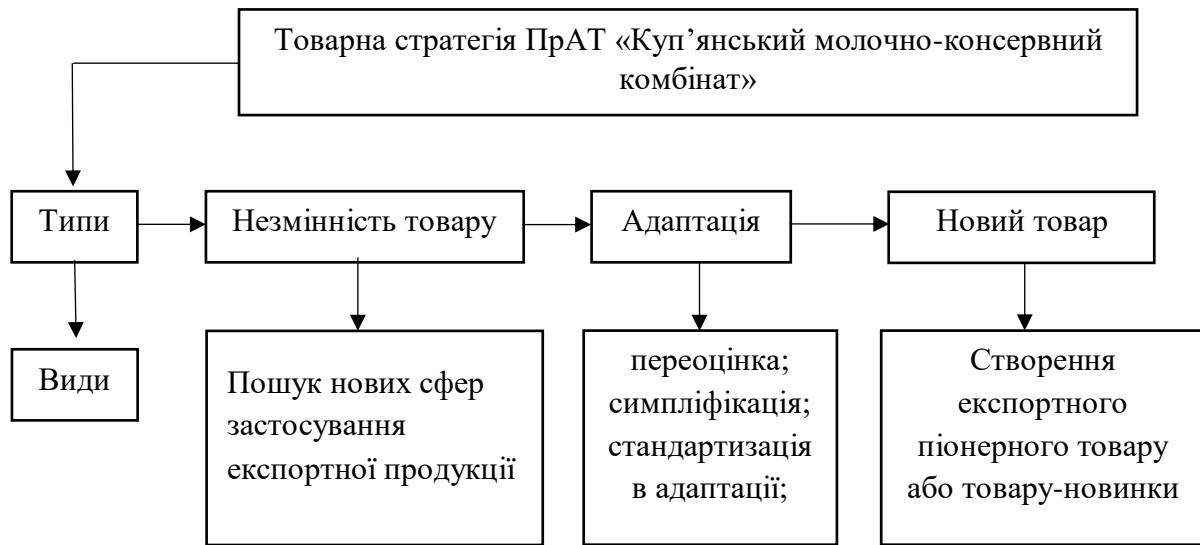 Товарна стратегія ПрАТ «Куп’янський молочно-консервний
комбінат»
Типи
Незмінність товару
Адаптація
Новий товар
Види
Пошук нових сфер
застосування
експортної продукції
переоцінка;
симпліфікація;
стандартизація
в адаптації;
Створення
експортного
піонерного товару
або товару-новинки